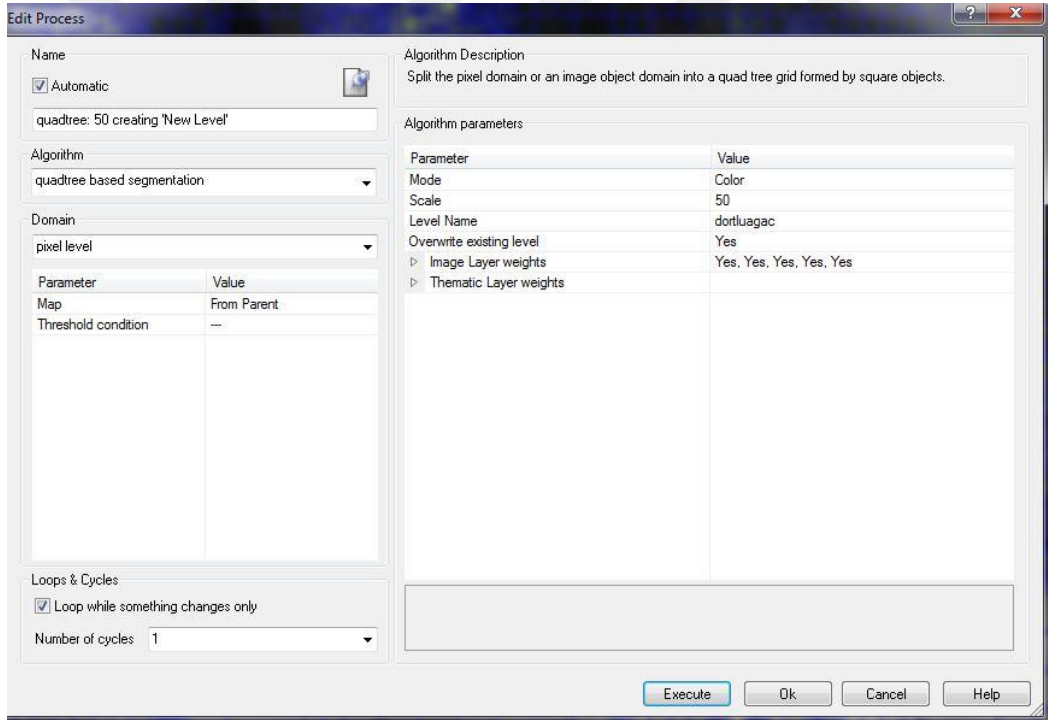 Edit Process
?
X
Name
Automatic
quadtree: 50 creating 'New Level'
Algorithm
quadtree based segmentation
Domain
pixel level
Parameter Value
Map From Parent
Threshold condition ---
Loops & Cycles
Loop while something changes only
Number of cycles 1
Algorithm Description
Split the pixel domain or an image object domain into a quad tree grid formed by square objects.
Algorithm parameters
Parameter Value
Mode Color
Scale 50
Level Name dortluagac
Overwrite existing level Yes
Image Layer weights Yes, Yes, Yes, Yes, Yes
Thematic Layer weights
Execute Ok Cancel Help